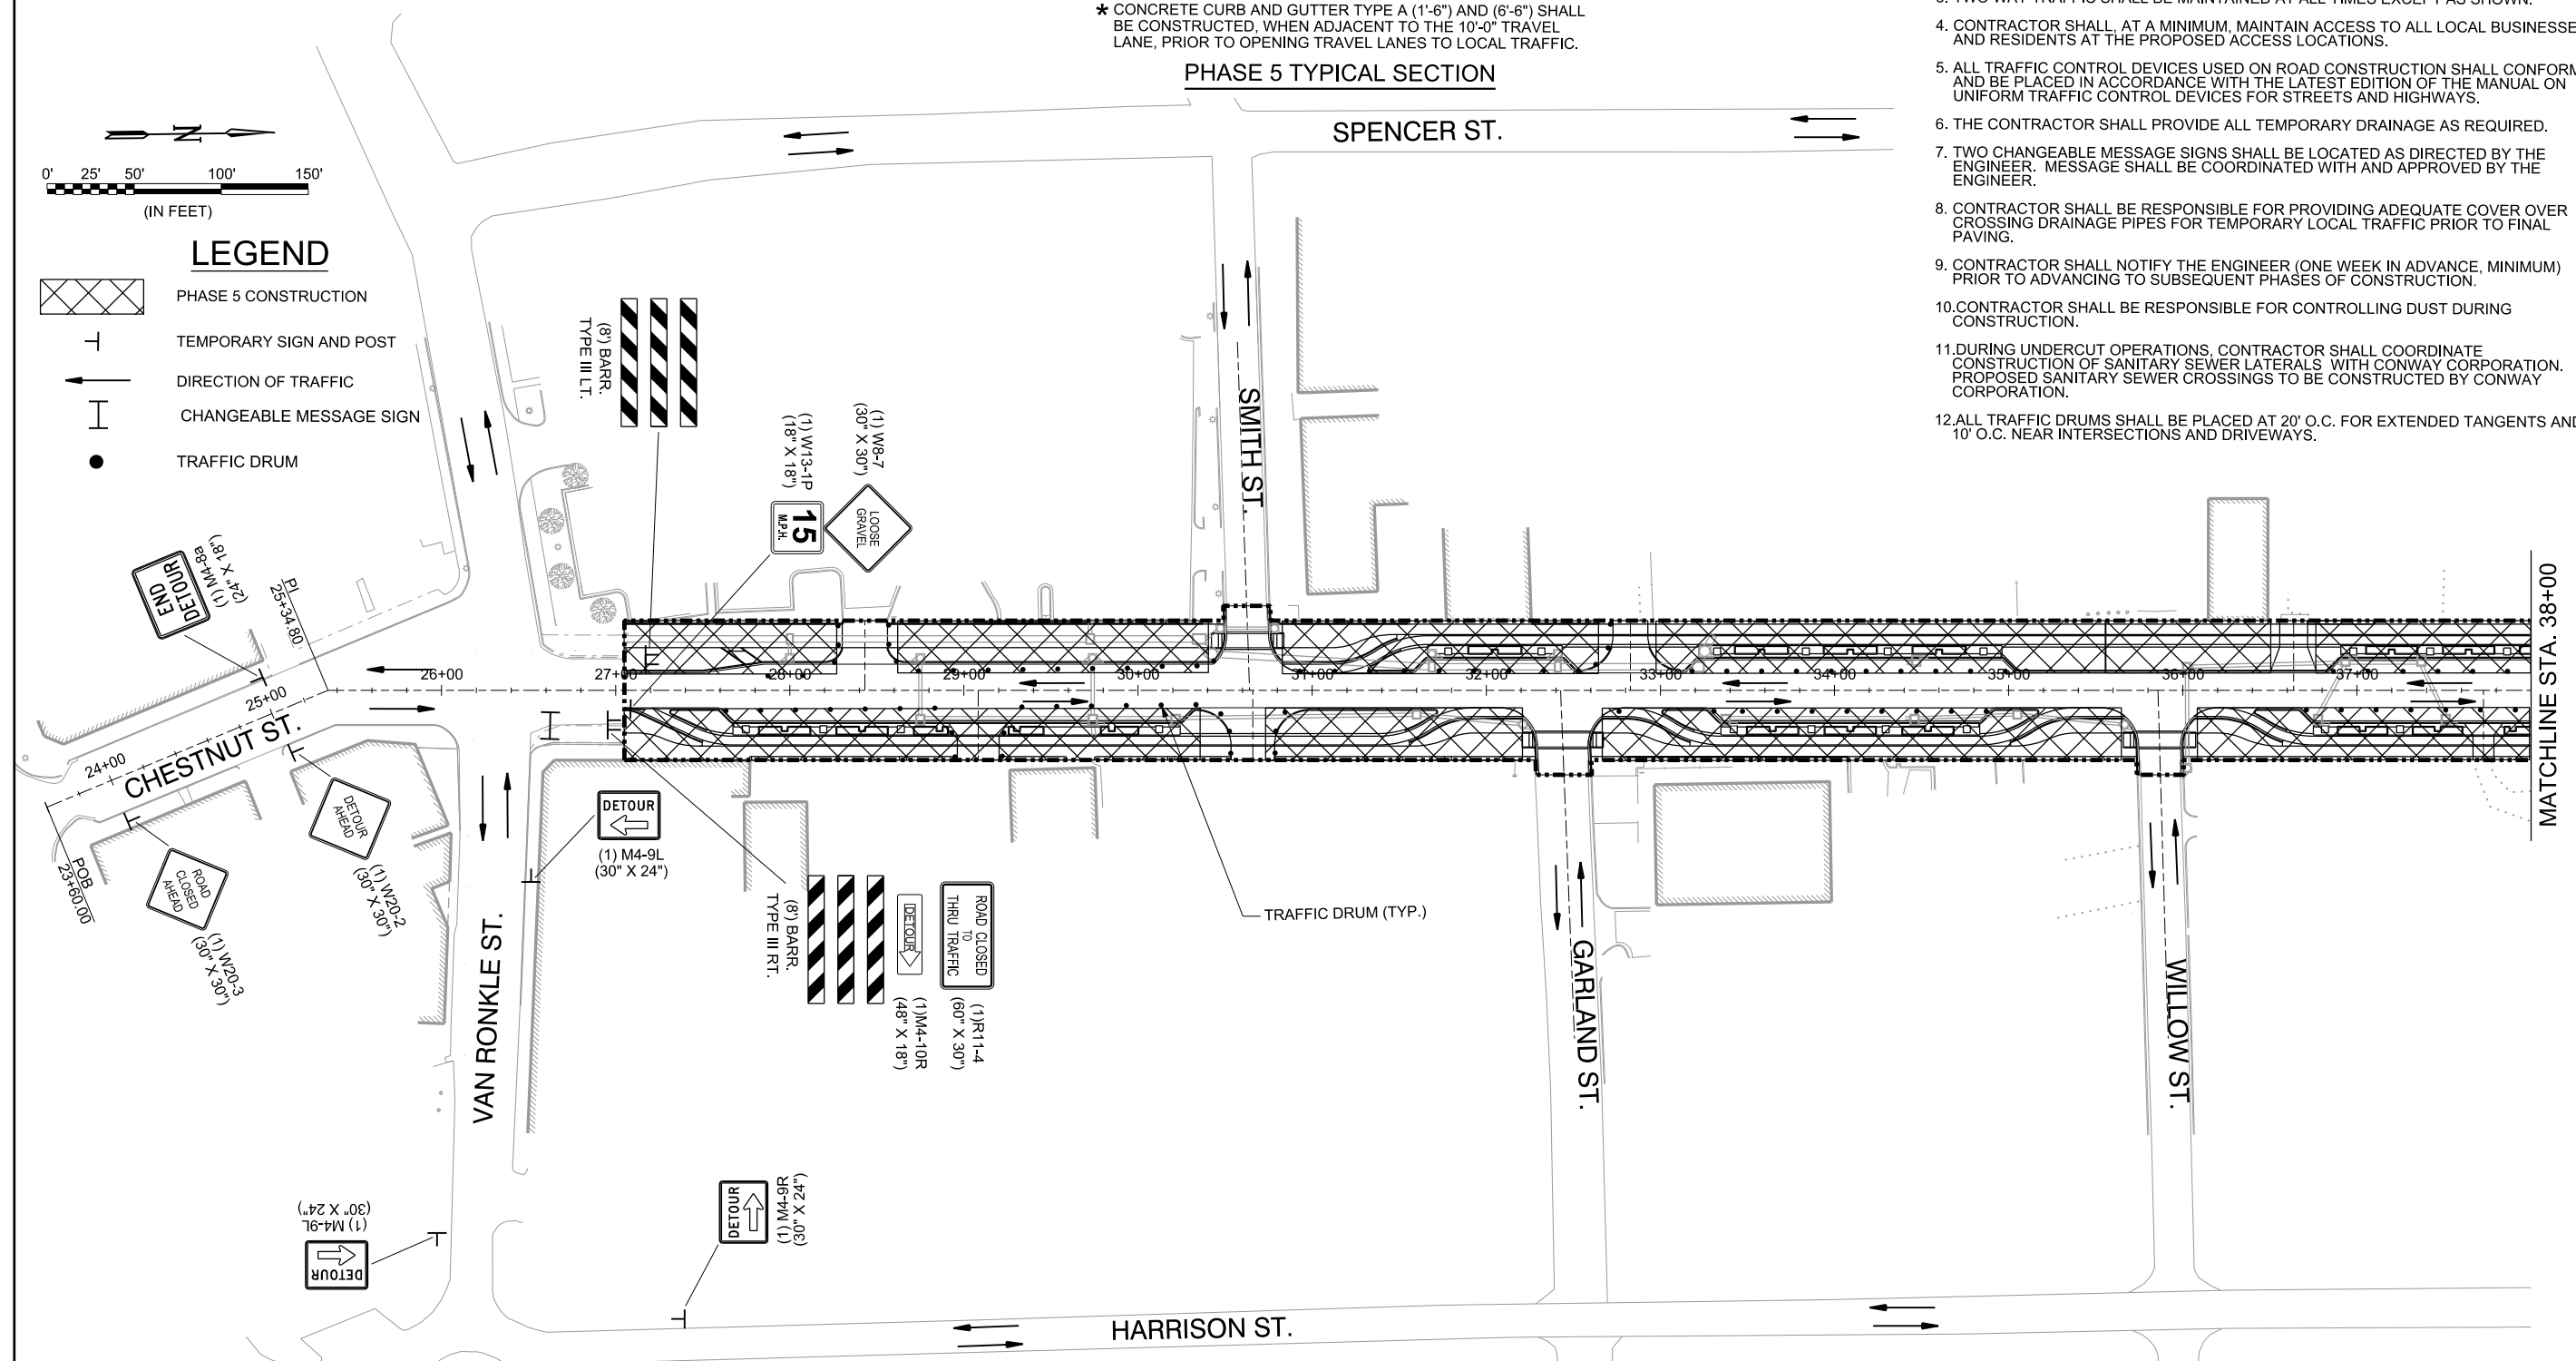 * CONCRETE CURB AND GUTTER TYPE A (1'-6") AND (6'-6") SHALL
BE CONSTRUCTED, WHEN ADJACENT TO THE 10'-0" TRAVEL
LANE, PRIOR TO OPENING TRAVEL LANES TO LOCAL TRAFFIC.
PHASE 5 TYPICAL SECTION
3. TWO WAY TRAFFIC SHALL BE MAINTAINED AT ALL TIMES EXCEPT AS SHOWN.
4. CONTRACTOR SHALL, AT A MINIMUM, MAINTAIN ACCESS TO ALL LOCAL BUSINESSE
AND RESIDENTS AT THE PROPOSED ACCESS LOCATIONS.
5. ALL TRAFFIC CONTROL DEVICES USED ON ROAD CONSTRUCTION SHALL CONFORM
AND BE PLACED IN ACCORDANCE WITH THE LATEST EDITION OF THE MANUAL ON
UNIFORM TRAFFIC CONTROL DEVICES FOR STREETS AND HIGHWAYS.
6. THE CONTRACTOR SHALL PROVIDE ALL TEMPORARY DRAINAGE AS REQUIRED.
7. TWO CHANGEABLE MESSAGE SIGNS SHALL BE LOCATED AS DIRECTED BY THE
ENGINEER. MESSAGE SHALL BE COORDINATED WITH AND APPROVED BY THE
ENGINEER.
8. CONTRACTOR SHALL BE RESPONSIBLE FOR PROVIDING ADEQUATE COVER OVER
CROSSING DRAINAGE PIPES FOR TEMPORARY LOCAL TRAFFIC PRIOR TO FINAL
PAVING.
9. CONTRACTOR SHALL NOTIFY THE ENGINEER (ONE WEEK IN ADVANCE, MINIMUM)
PRIOR TO ADVANCING TO SUBSEQUENT PHASES OF CONSTRUCTION.
10.CONTRACTOR SHALL BE RESPONSIBLE FOR CONTROLLING DUST DURING
CONSTRUCTION.
11.DURING UNDERCUT OPERATIONS, CONTRACTOR SHALL COORDINATE
CONSTRUCTION OF SANITARY SEWER LATERALS WITH CONWAY CORPORATION.
PROPOSED SANITARY SEWER CROSSINGS TO BE CONSTRUCTED BY CONWAY
CORPORATION.
12.ALL TRAFFIC DRUMS SHALL BE PLACED AT 20' O.C. FOR EXTENDED TANGENTS AND
10' O.C. NEAR INTERSECTIONS AND DRIVEWAYS.
N
0' 25' 50' 100' 150'
(IN FEET)
LEGEND
PHASE 5 CONSTRUCTION
TEMPORARY SIGN AND POST
DIRECTION OF TRAFFIC
CHANGEABLE MESSAGE SIGN
TRAFFIC DRUM
SPENCER ST.
SMITH ST.
(8') BARR.
TYPE III LT.
(1) W13-1P
(18" X 18")
15
M.P.H.
(1) W8-7
(30" X 30")
LOOSE
GRAVEL
END
DETOUR
(1) M4-8a
(24" X 18")
PI
25+34.80
24+00
25+00
26+00
27+00
28+00
29+00
30+00
31+00
32+00
33+00
34+00
35+00
36+00
37+00
MATCHLINE STA. 38+00
CHESTNUT ST.
POB
23+60.00
ROAD
CLOSED
AHEAD
(1) W20-3
(30" X 30")
DETOUR
AHEAD
(1) W20-2
(30" X 30")
DETOUR
(1) M4-9L
(30" X 24")
(8') BARR.
TYPE III RT.
DETOUR
(1)M4-10R
(48" X 18")
ROAD CLOSED
TO
THRU TRAFFIC
(1)R11-4
(60" X 30")
TRAFFIC DRUM (TYP.)
VAN RONKLE ST.
GARLAND ST.
WILLOW ST.
(1) M4-9L
(30" X 24")
DETOUR
DETOUR
(1) M4-9R
(30" X 24")
HARRISON ST.